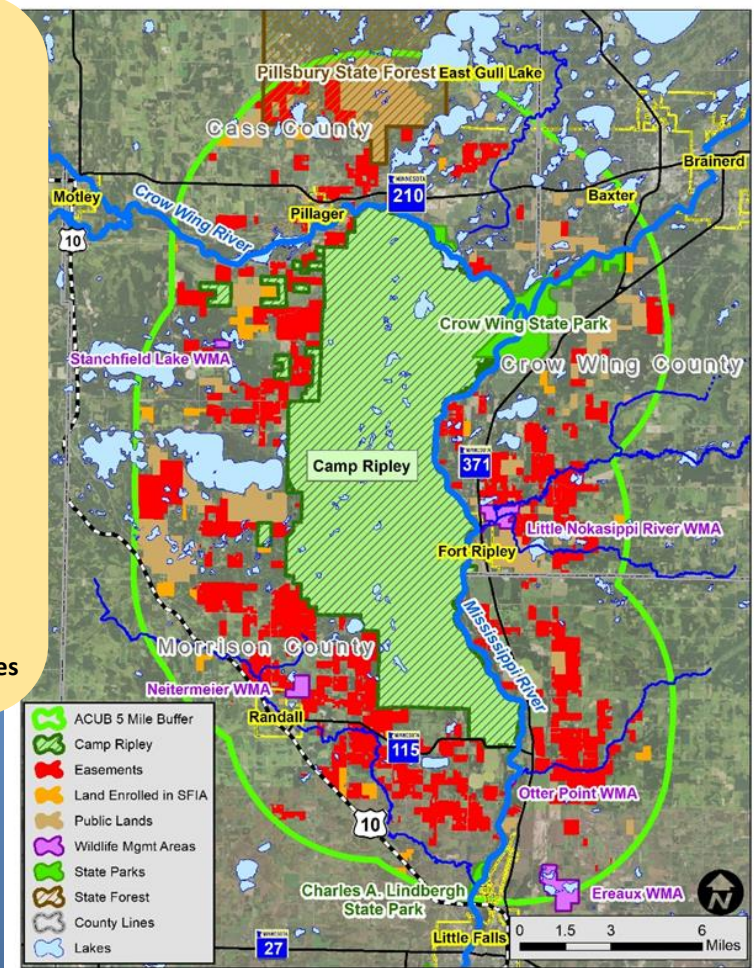 Pillsbury State Forest
East Gull Lake
Cass County
Brainerd
MINNESOTA
210
Motley
Baxter
Crow Wing River
Pillager
10
Crow Wing State Park
Stanchfield Lake WMA
Crow Wing County
Camp Ripley
MINNESOTA
371
Little Nokasippi River WMA
Fort Ripley
Mississippi River
Morrison County
es
Neitermeier WMA
Randall
MINNESOTA
115
Otter Point WMA
10
Charles A. Lindbergh
State Park
Ereaux WMA
Little Falls
27
ACUB 5 Mile Buffer
Camp Ripley
Easements
Land Enrolled in SFIA
Public Lands
Wildlife Mgmt Areas
State Parks
State Forest
County Lines
Lakes
N
0 1.5 3 6
Miles